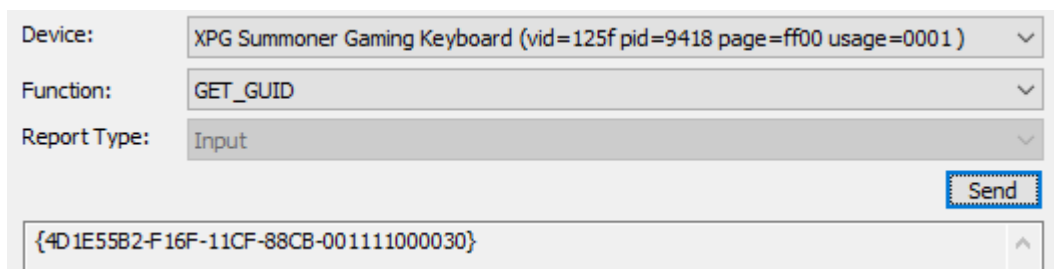 Device: XPG Summoner Gaming Keyboard (vid=125f pid=9418 page=ff00 usage=0001 )
Function: GET_GUID
Report Type: Input
Send
{4D1E55B2-F16F-11CF-88CB-001111000030}